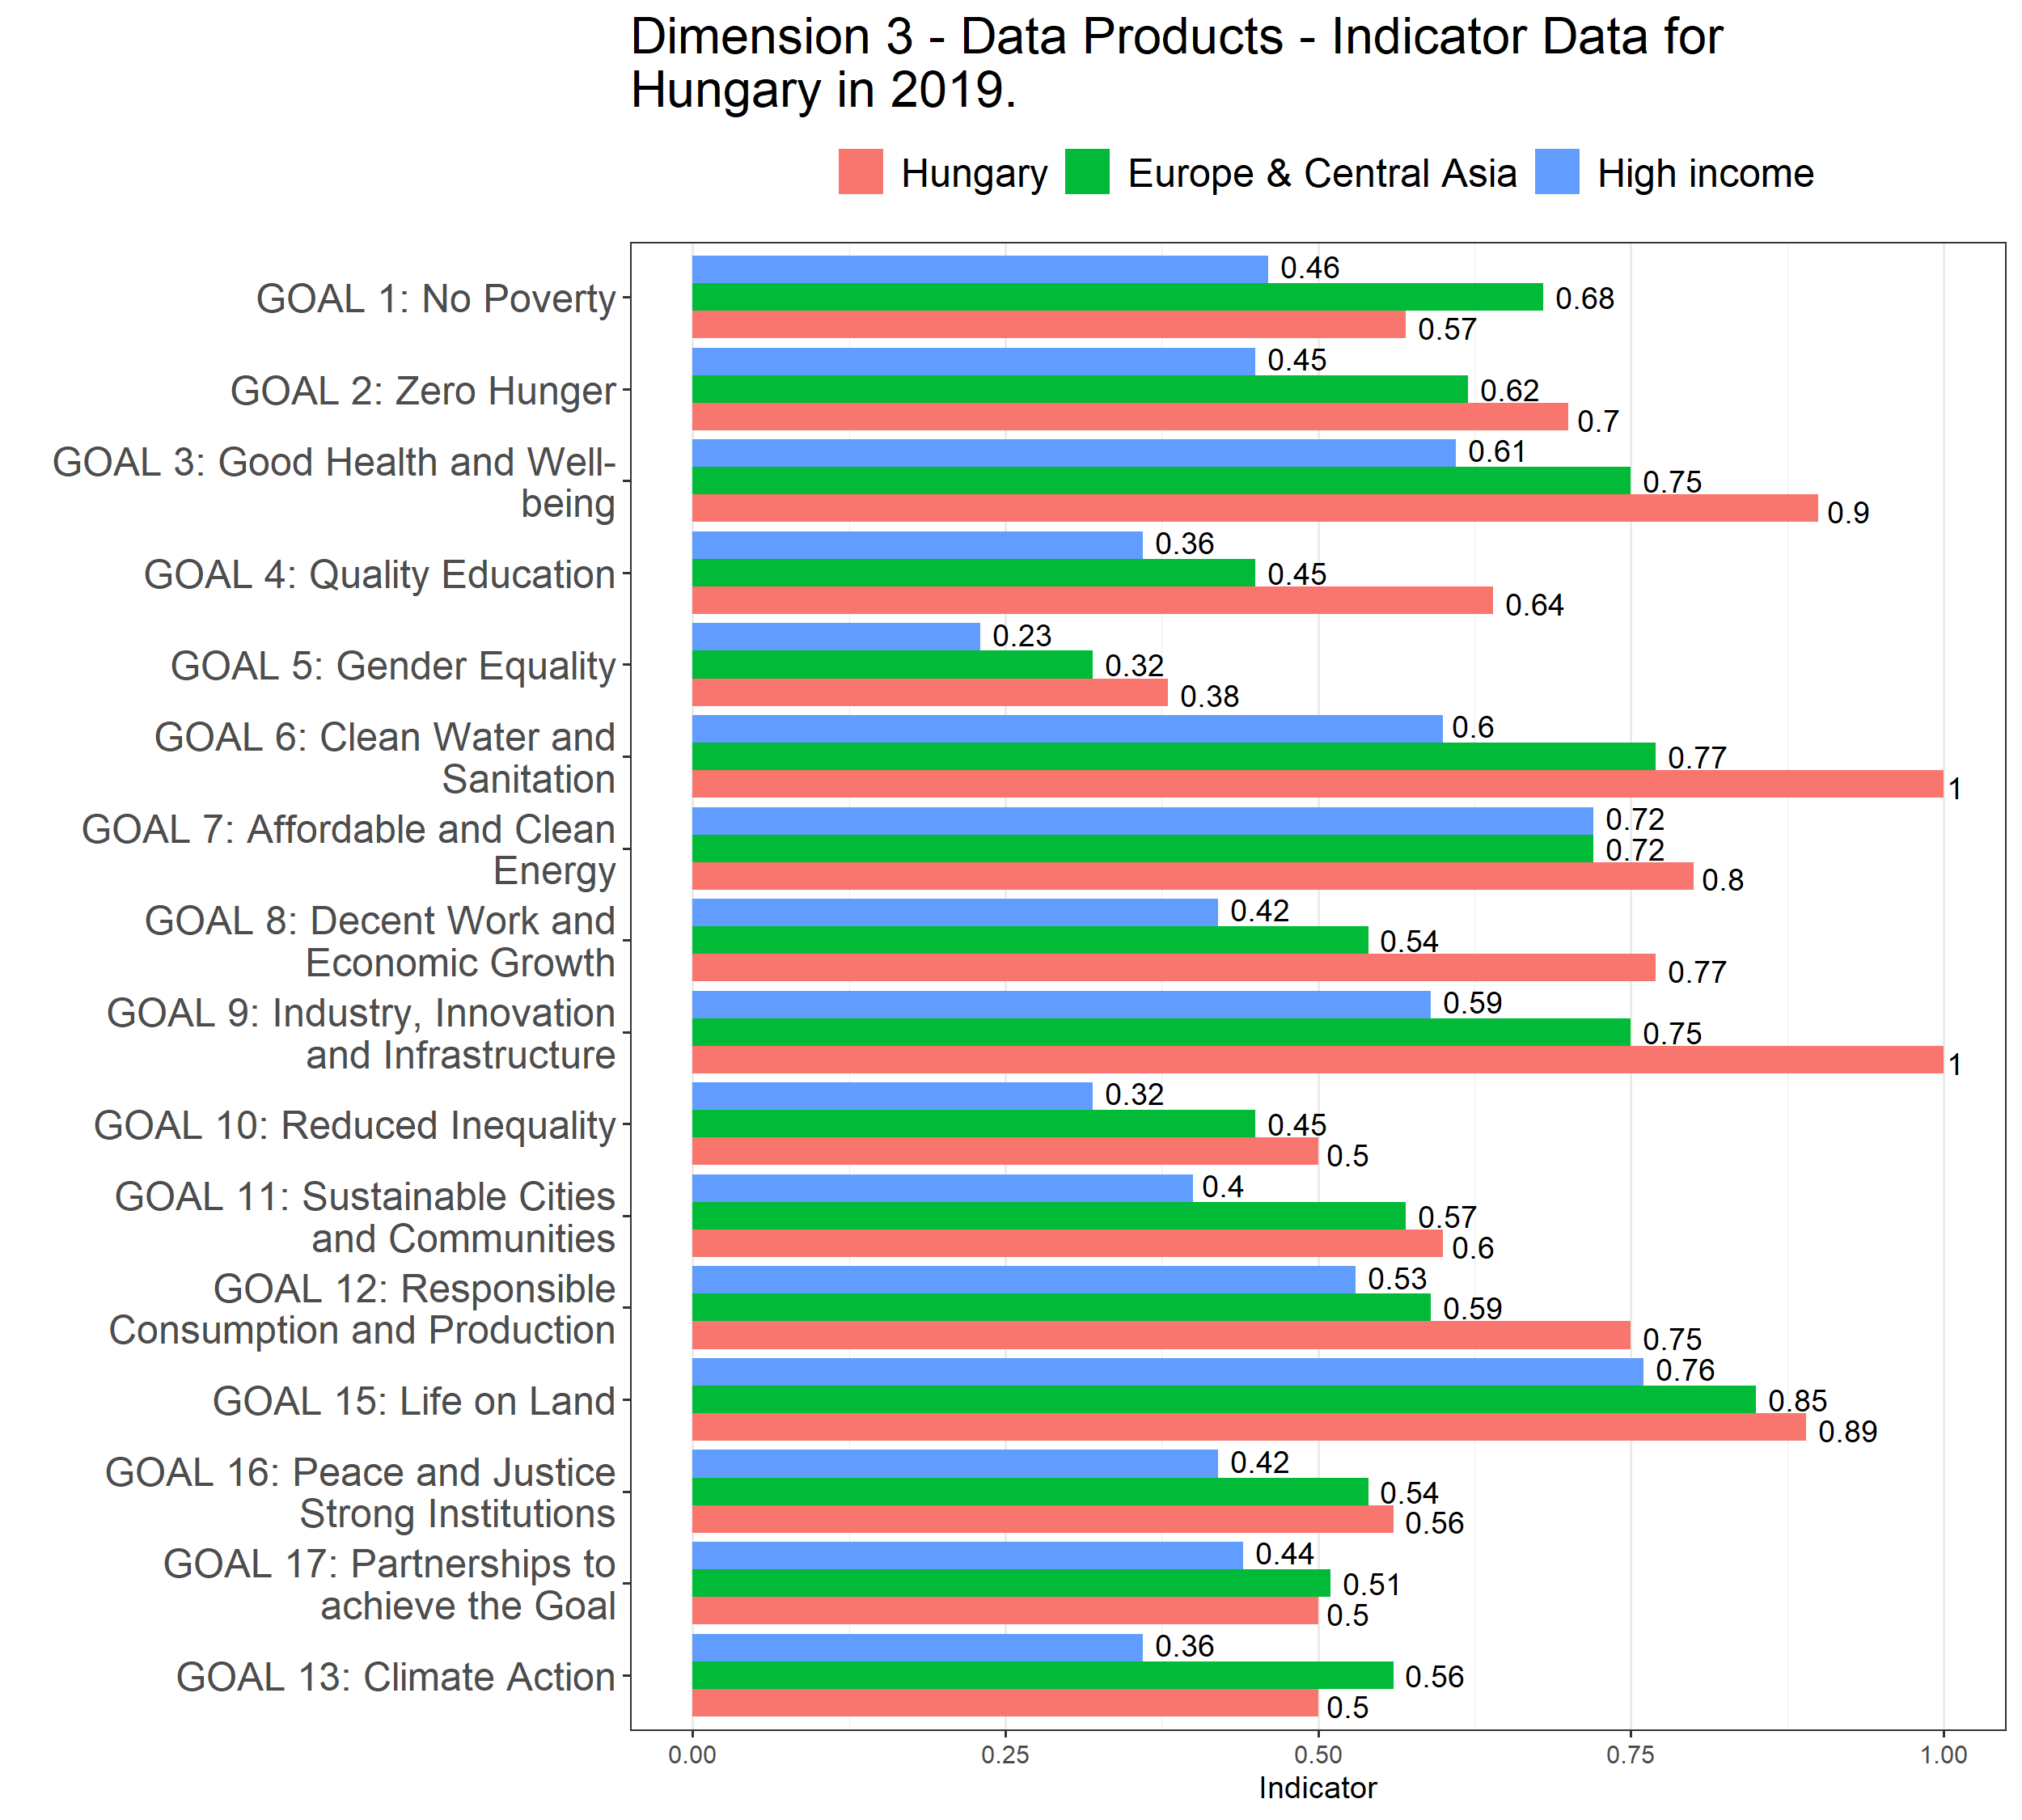 Dimension 3 - Data Products - Indicator Data for
Hungary in 2019.
Hungary
Europe & Central Asia
High income
GOAL 1: No Poverty
0.46
0.68
0.57
GOAL 2: Zero Hunger
0.45
0.62
0.7
GOAL 3: Good Health and Well-
being
0.61
0.75
0.9
GOAL 4: Quality Education
0.36
0.45
0.64
GOAL 5: Gender Equality
0.23
0.32
0.38
GOAL 6: Clean Water and
Sanitation
0.6
0.77
1
GOAL 7: Affordable and Clean
Energy
0.72
0.72
0.8
GOAL 8: Decent Work and
Economic Growth
0.42
0.54
0.77
GOAL 9: Industry, Innovation
and Infrastructure
0.59
0.75
1
GOAL 10: Reduced Inequality
0.32
0.45
0.5
GOAL 11: Sustainable Cities
and Communities
0.4
0.57
0.6
GOAL 12: Responsible
Consumption and Production
0.53
0.59
0.75
GOAL 15: Life on Land
0.76
0.85
0.89
GOAL 16: Peace and Justice
Strong Institutions
0.42
0.54
0.56
GOAL 17: Partnerships to
achieve the Goal
0.44
0.51
0.5
GOAL 13: Climate Action
0.36
0.56
0.5
0.00 0.25 0.50 0.75 1.00
Indicator